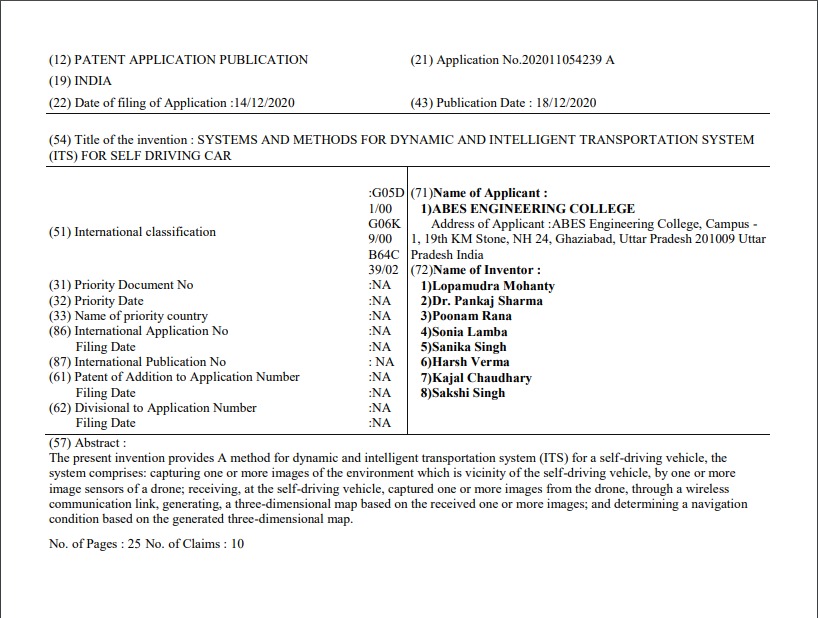 (12) PATENT APPLICATION PUBLICATION
(21) Application No.202011054239 A
(19) INDIA
(22) Date of filing of Application :14/12/2020
(43) Publication Date : 18/12/2020
(54) Title of the invention : SYSTEMS AND METHODS FOR DYNAMIC AND INTELLIGENT TRANSPORTATION SYSTEM
(ITS) FOR SELF DRIVING CAR
(51) International classification
:G05D
1/00
G06K
9/00
B64C
39/02
(31) Priority Document No :NA
(32) Priority Date :NA
(33) Name of priority country :NA
(86) International Application No :NA
Filing Date :NA
(87) International Publication No : NA
(61) Patent of Addition to Application Number :NA
Filing Date :NA
(62) Divisional to Application Number :NA
Filing Date :NA
(71)Name of Applicant :
1)ABES ENGINEERING COLLEGE
Address of Applicant :ABES Engineering College, Campus -
1, 19th KM Stone, NH 24, Ghaziabad, Uttar Pradesh 201009 Uttar
Pradesh India
(72)Name of Inventor :
1)Lopamudra Mohanty
2)Dr. Pankaj Sharma
3)Poonam Rana
4)Sonia Lamba
5)Sanika Singh
6)Harsh Verma
7)Kajal Chaudhary
8)Sakshi Singh
(57) Abstract :
The present invention provides A method for dynamic and intelligent transportation system (ITS) for a self-driving vehicle, the
system comprises: capturing one or more images of the environment which is vicinity of the self-driving vehicle, by one or more
image sensors of a drone; receiving, at the self-driving vehicle, captured one or more images from the drone, through a wireless
communication link, generating, a three-dimensional map based on the received one or more images; and determining a navigation
condition based on the generated three-dimensional map.
No. of Pages : 25 No. of Claims : 10